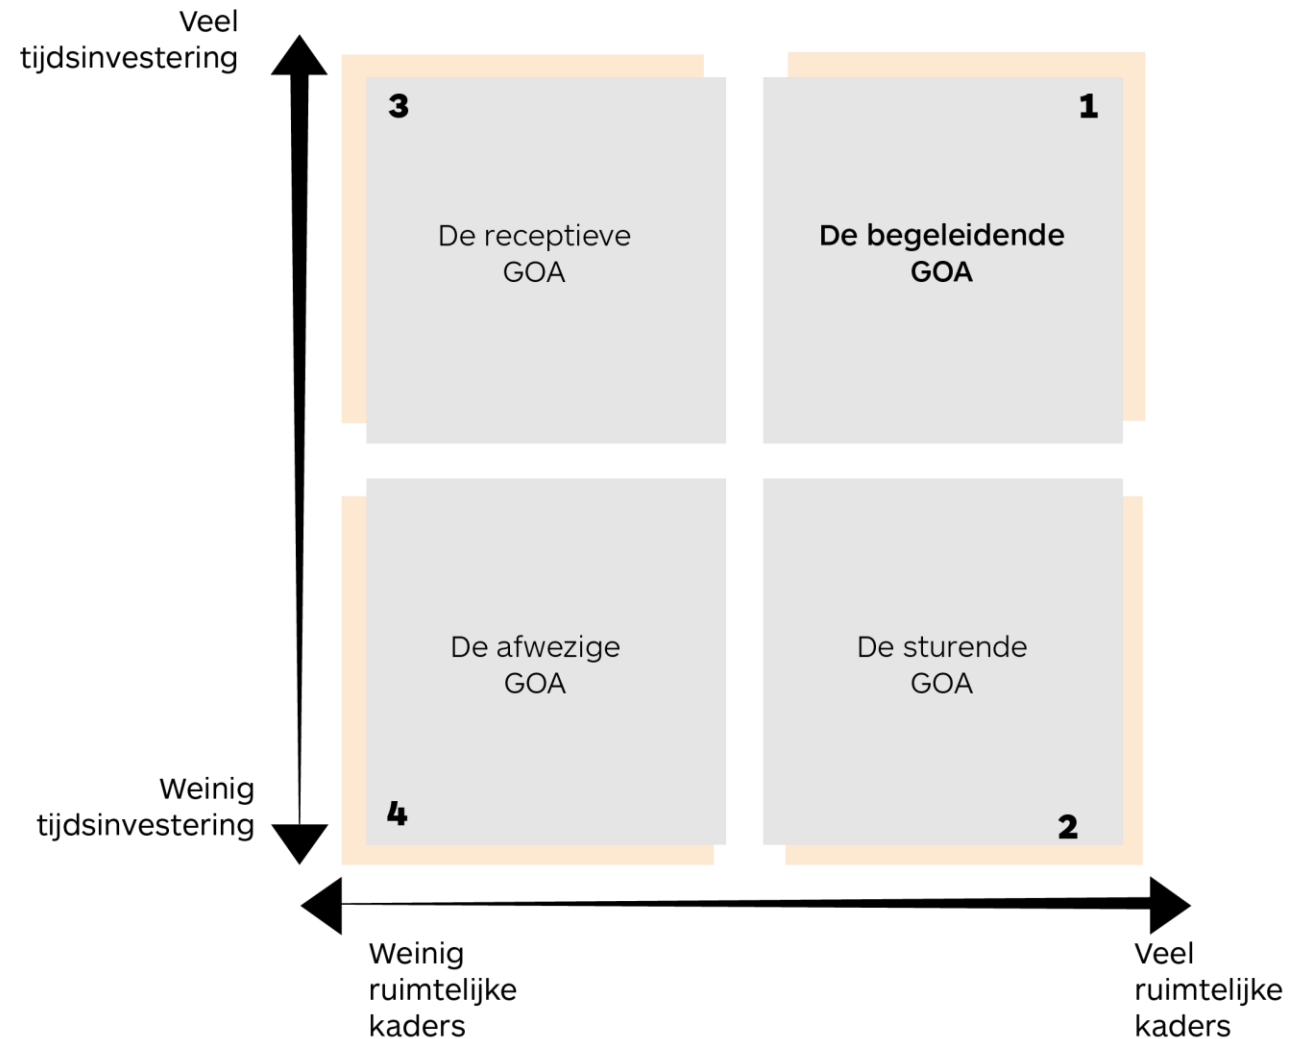 Veel
tijdsinvestering
3
1
De receptieve
GOA
De begeleidende
GOA
De afwezige
GOA
De sturende
GOA
Weinig
tijdsinvestering
4
2
Weinig
ruimtelijke
kaders
Veel
ruimtelijke
kaders